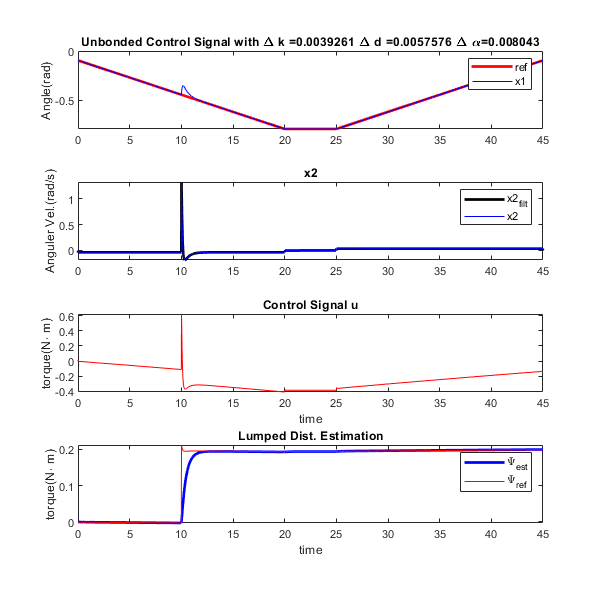 Unbonded Control Signal with Δ k =0.0039261 Δ d =0.0057576 Δ α=0.008043
Angle(rad)
0
-0.5
ref
x1
0 5 10 15 20 25 30 35 40 45
time
x2
Anguler Vel.(rad/s)
1
0.5
0
x2filt
x2
0 5 10 15 20 25 30 35 40 45
Control Signal u
torque(N· m)
0.6
0.4
0.2
0
-0.2
-0.4
0 5 10 15 20 25 30 35 40 45
time
Lumped Dist. Estimation
torque(N· m)
0.2
0.1
0
Ψest
Ψref
0 5 10 15 20 25 30 35 40 45
time